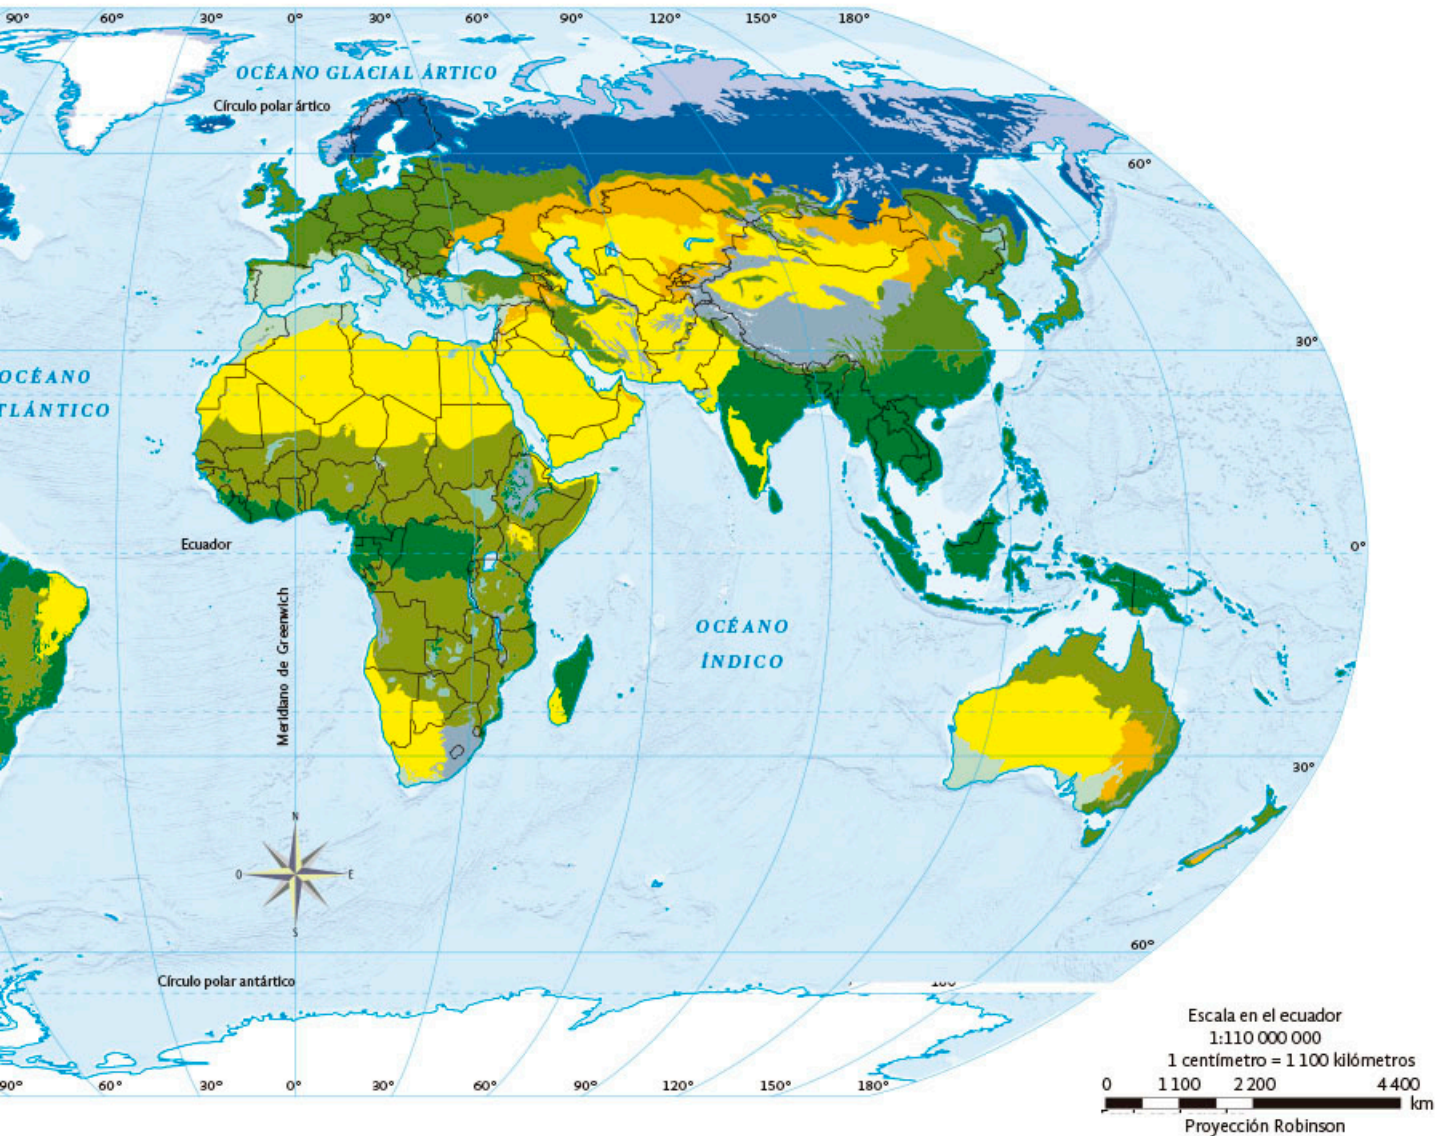 90° 60° 30° 0° 30° 60° 90° 120° 150° 180°
OCÉANO GLACIAL ÁRTICO
Círculo polar ártico
60°
30°
OCÉANO
TLÁNTICO
Ecuador
0°
Meridiano de Greenwich
OCÉANO
ÍNDICO
30°
N
O E
S
60°
Círculo polar antártico
Escala en el ecuador
1:110 000 000
1 centímetro = 1 100 kilómetros
0 1 100 2 200 4 400
km
Proyección Robinson
90° 60° 30° 0° 30° 60° 90° 120° 150° 180°